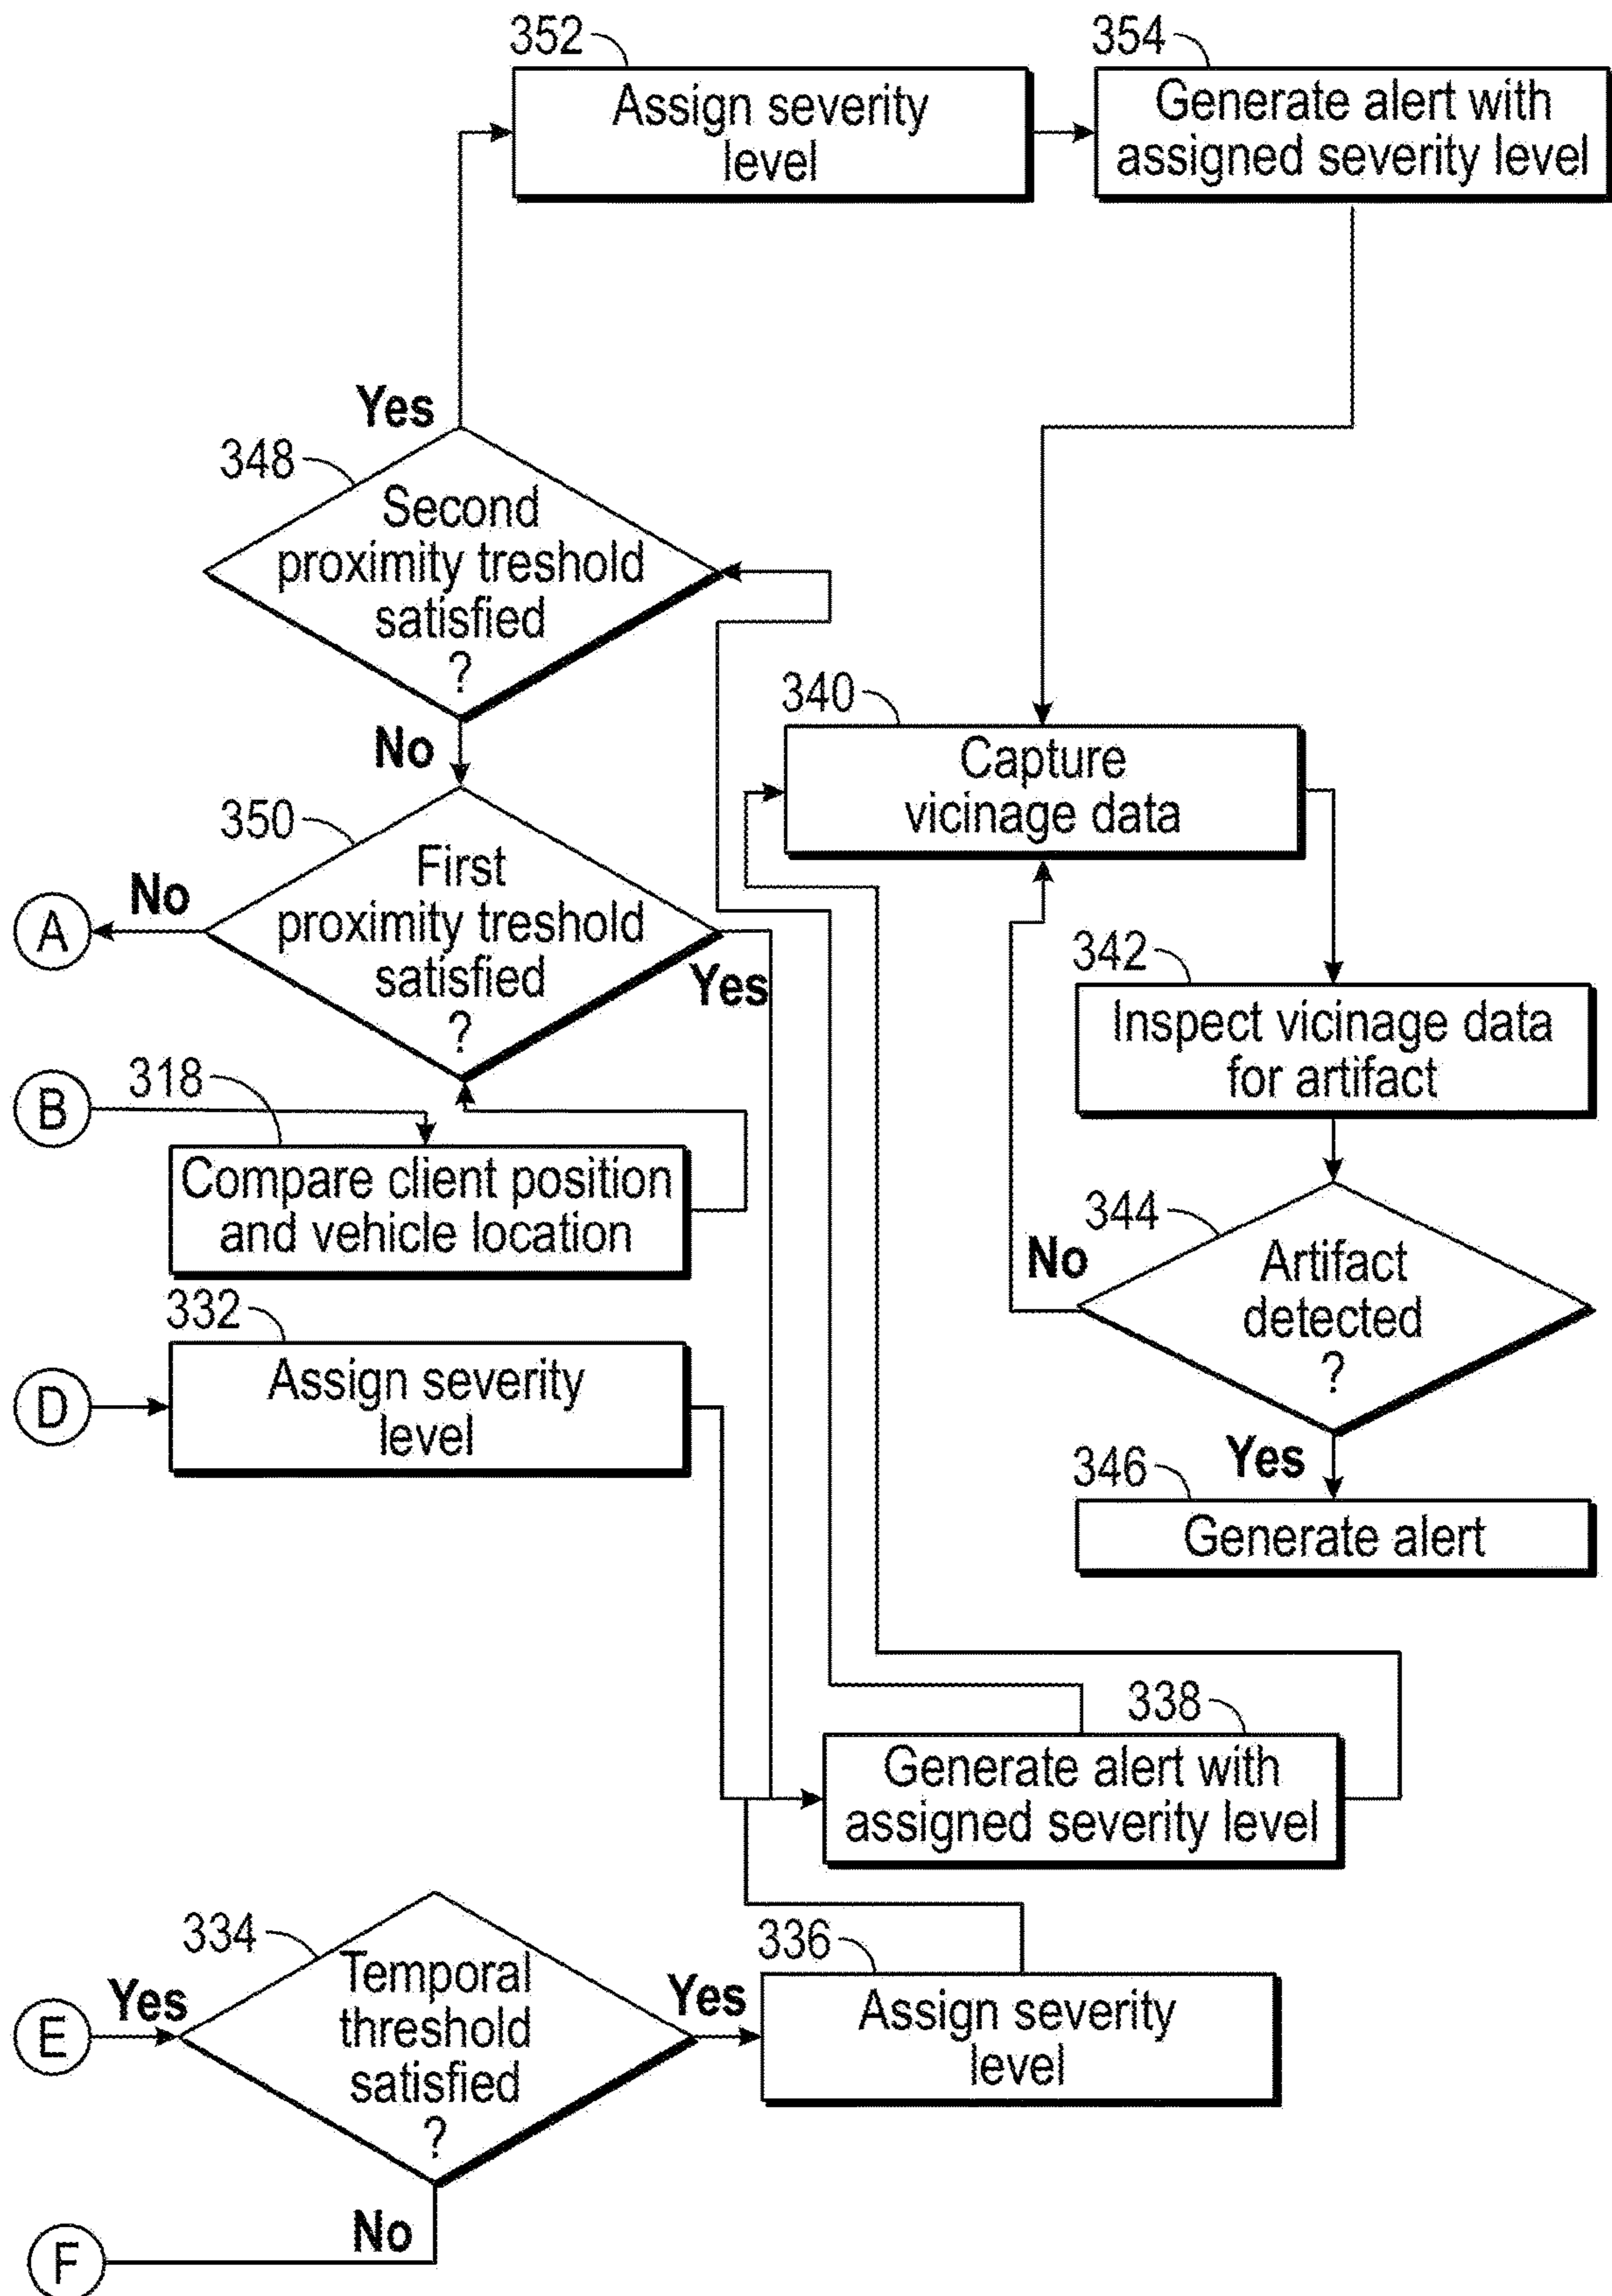 352
Assign severity
level
354
Generate alert with
assigned severity level
Yes
348
Second
proximity treshold
satisfied
?
No
340
Capture
vicinage data
350
First
proximity treshold
satisfied
?
No
A
Yes
342
Inspect vicinage data
for artifact
B
318
Compare client position
and vehicle location
344
Artifact
detected
?
No
332
Assign severity
level
D
Yes
346
Generate alert
338
Generate alert with
assigned severity level
334
Temporal
threshold
satisfied
?
E
Yes
Yes
336
Assign severity
level
No
F